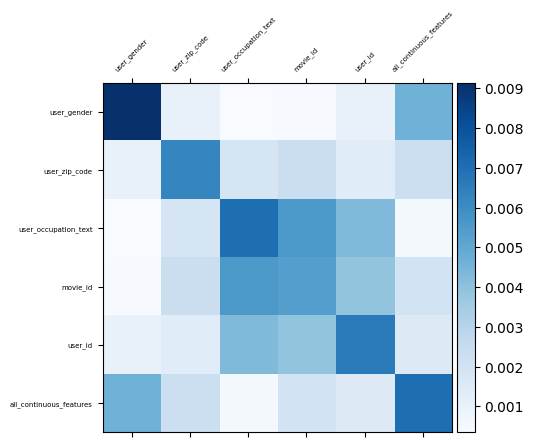 user_gender
user_zip_code
user_occupation_text
movie_id
user_id
all_continuous_features
user_gender
user_zip_code
user_occupation_text
movie_id
user_id
all_continuous_features
0.009
0.008
0.007
0.006
0.005
0.004
0.003
0.002
0.001